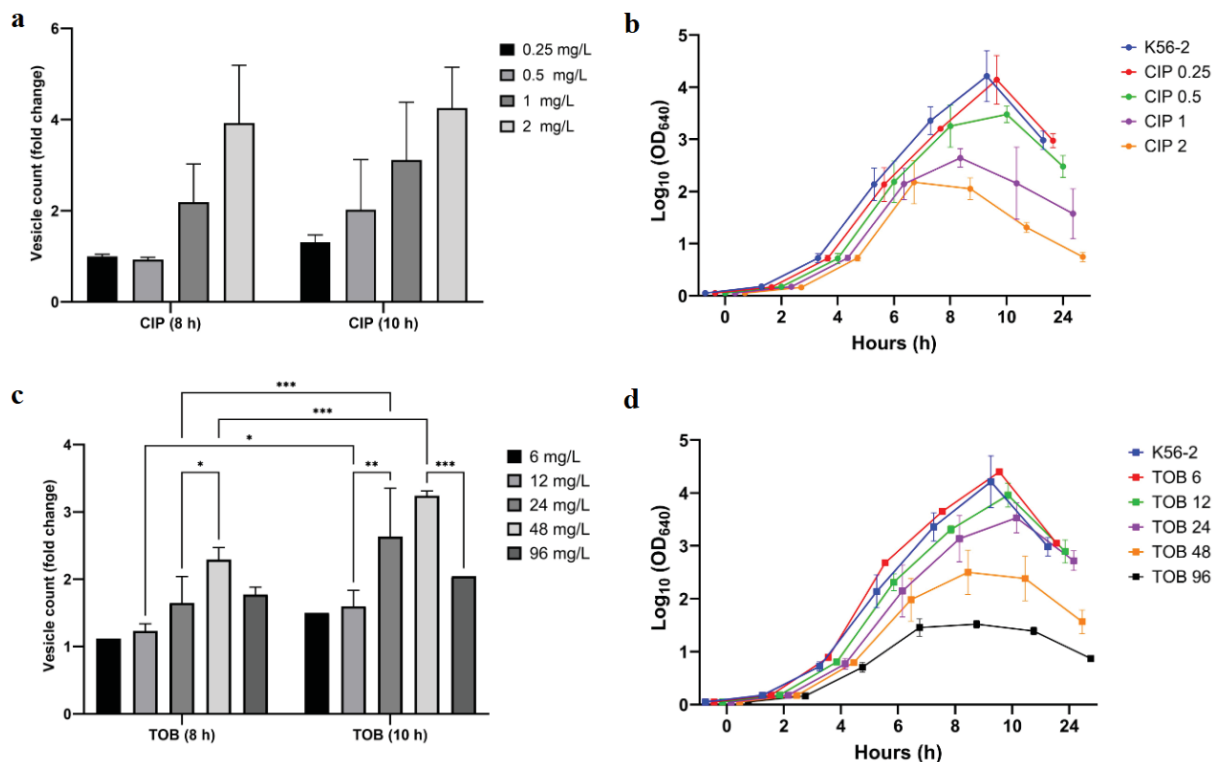 a
Vesicle count (fold change)
6
4
2
0
CIP (8 h)
CIP (10 h)
0.25 mg/L
0.5 mg/L
1 mg/L
2 mg/L
b
Log10 (OD640)
5
4
3
2
1
0
0 2 4 6 8 10 24
Hours (h)
K56-2
CIP 0.25
CIP 0.5
CIP 1
CIP 2
c
Vesicle count (fold change)
4
3
2
1
0
***
***
*
*
**
***
TOB (8 h)
TOB (10 h)
6 mg/L
12 mg/L
24 mg/L
48 mg/L
96 mg/L
d
Log10 (OD640)
5
4
3
2
1
0
0 2 4 6 8 10 24
Hours (h)
K56-2
TOB 6
TOB 12
TOB 24
TOB 48
TOB 96